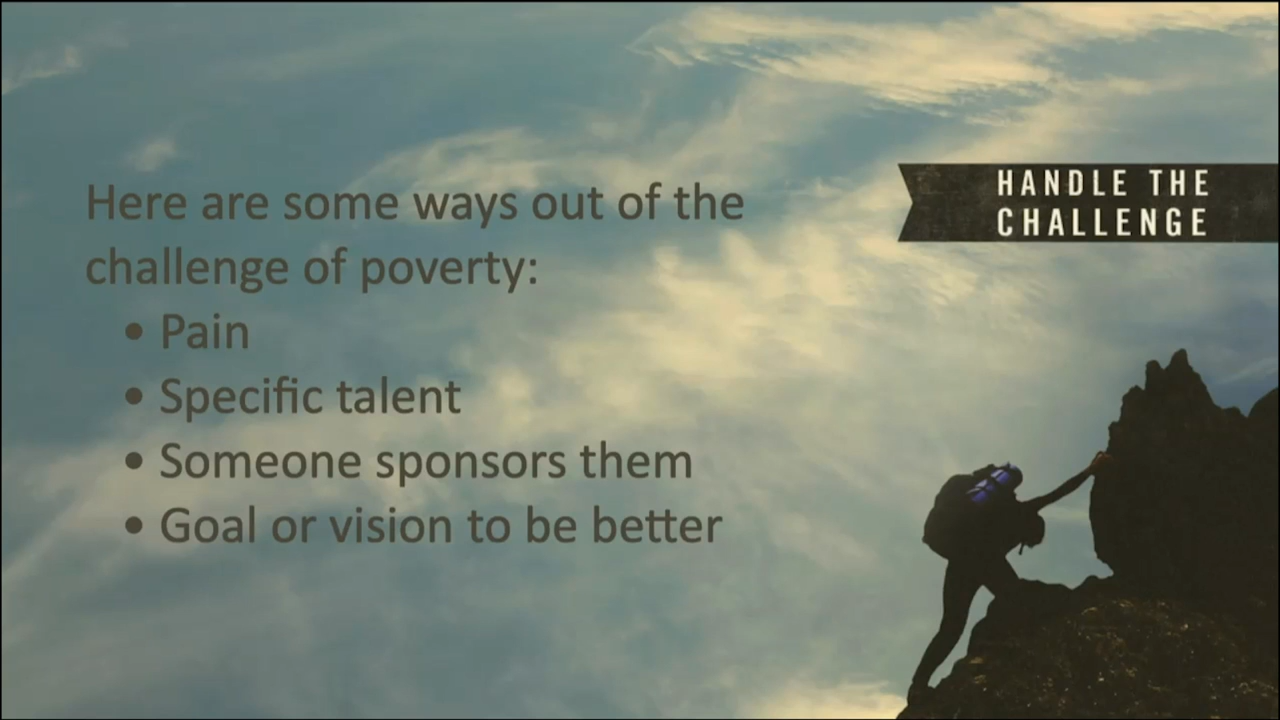 Here are some ways out of the
challenge of poverty:
• Pain
• Specific talent
• Someone sponsors them
• Goal or vision to be better
HANDLE THE
CHALLENGE